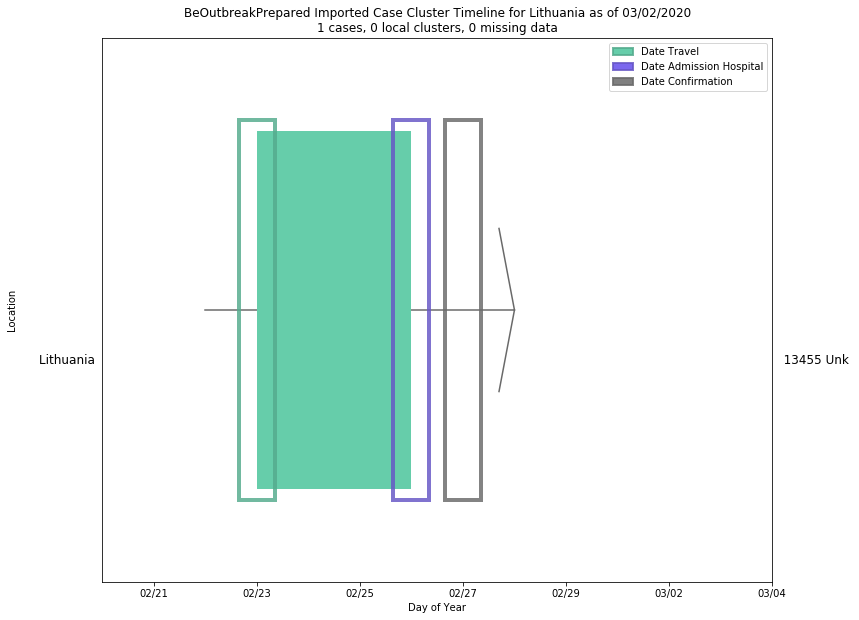 BeOutbreakPrepared Imported Case Cluster Timeline for Lithuania as of 03/02/2020
1 cases, 0 local clusters, 0 missing data
Date Travel
Date Admission Hospital
Date Confirmation
Location
Lithuania
13455 Unk
02/21 02/23 02/25 02/27 02/29 03/02 03/04
Day of Year